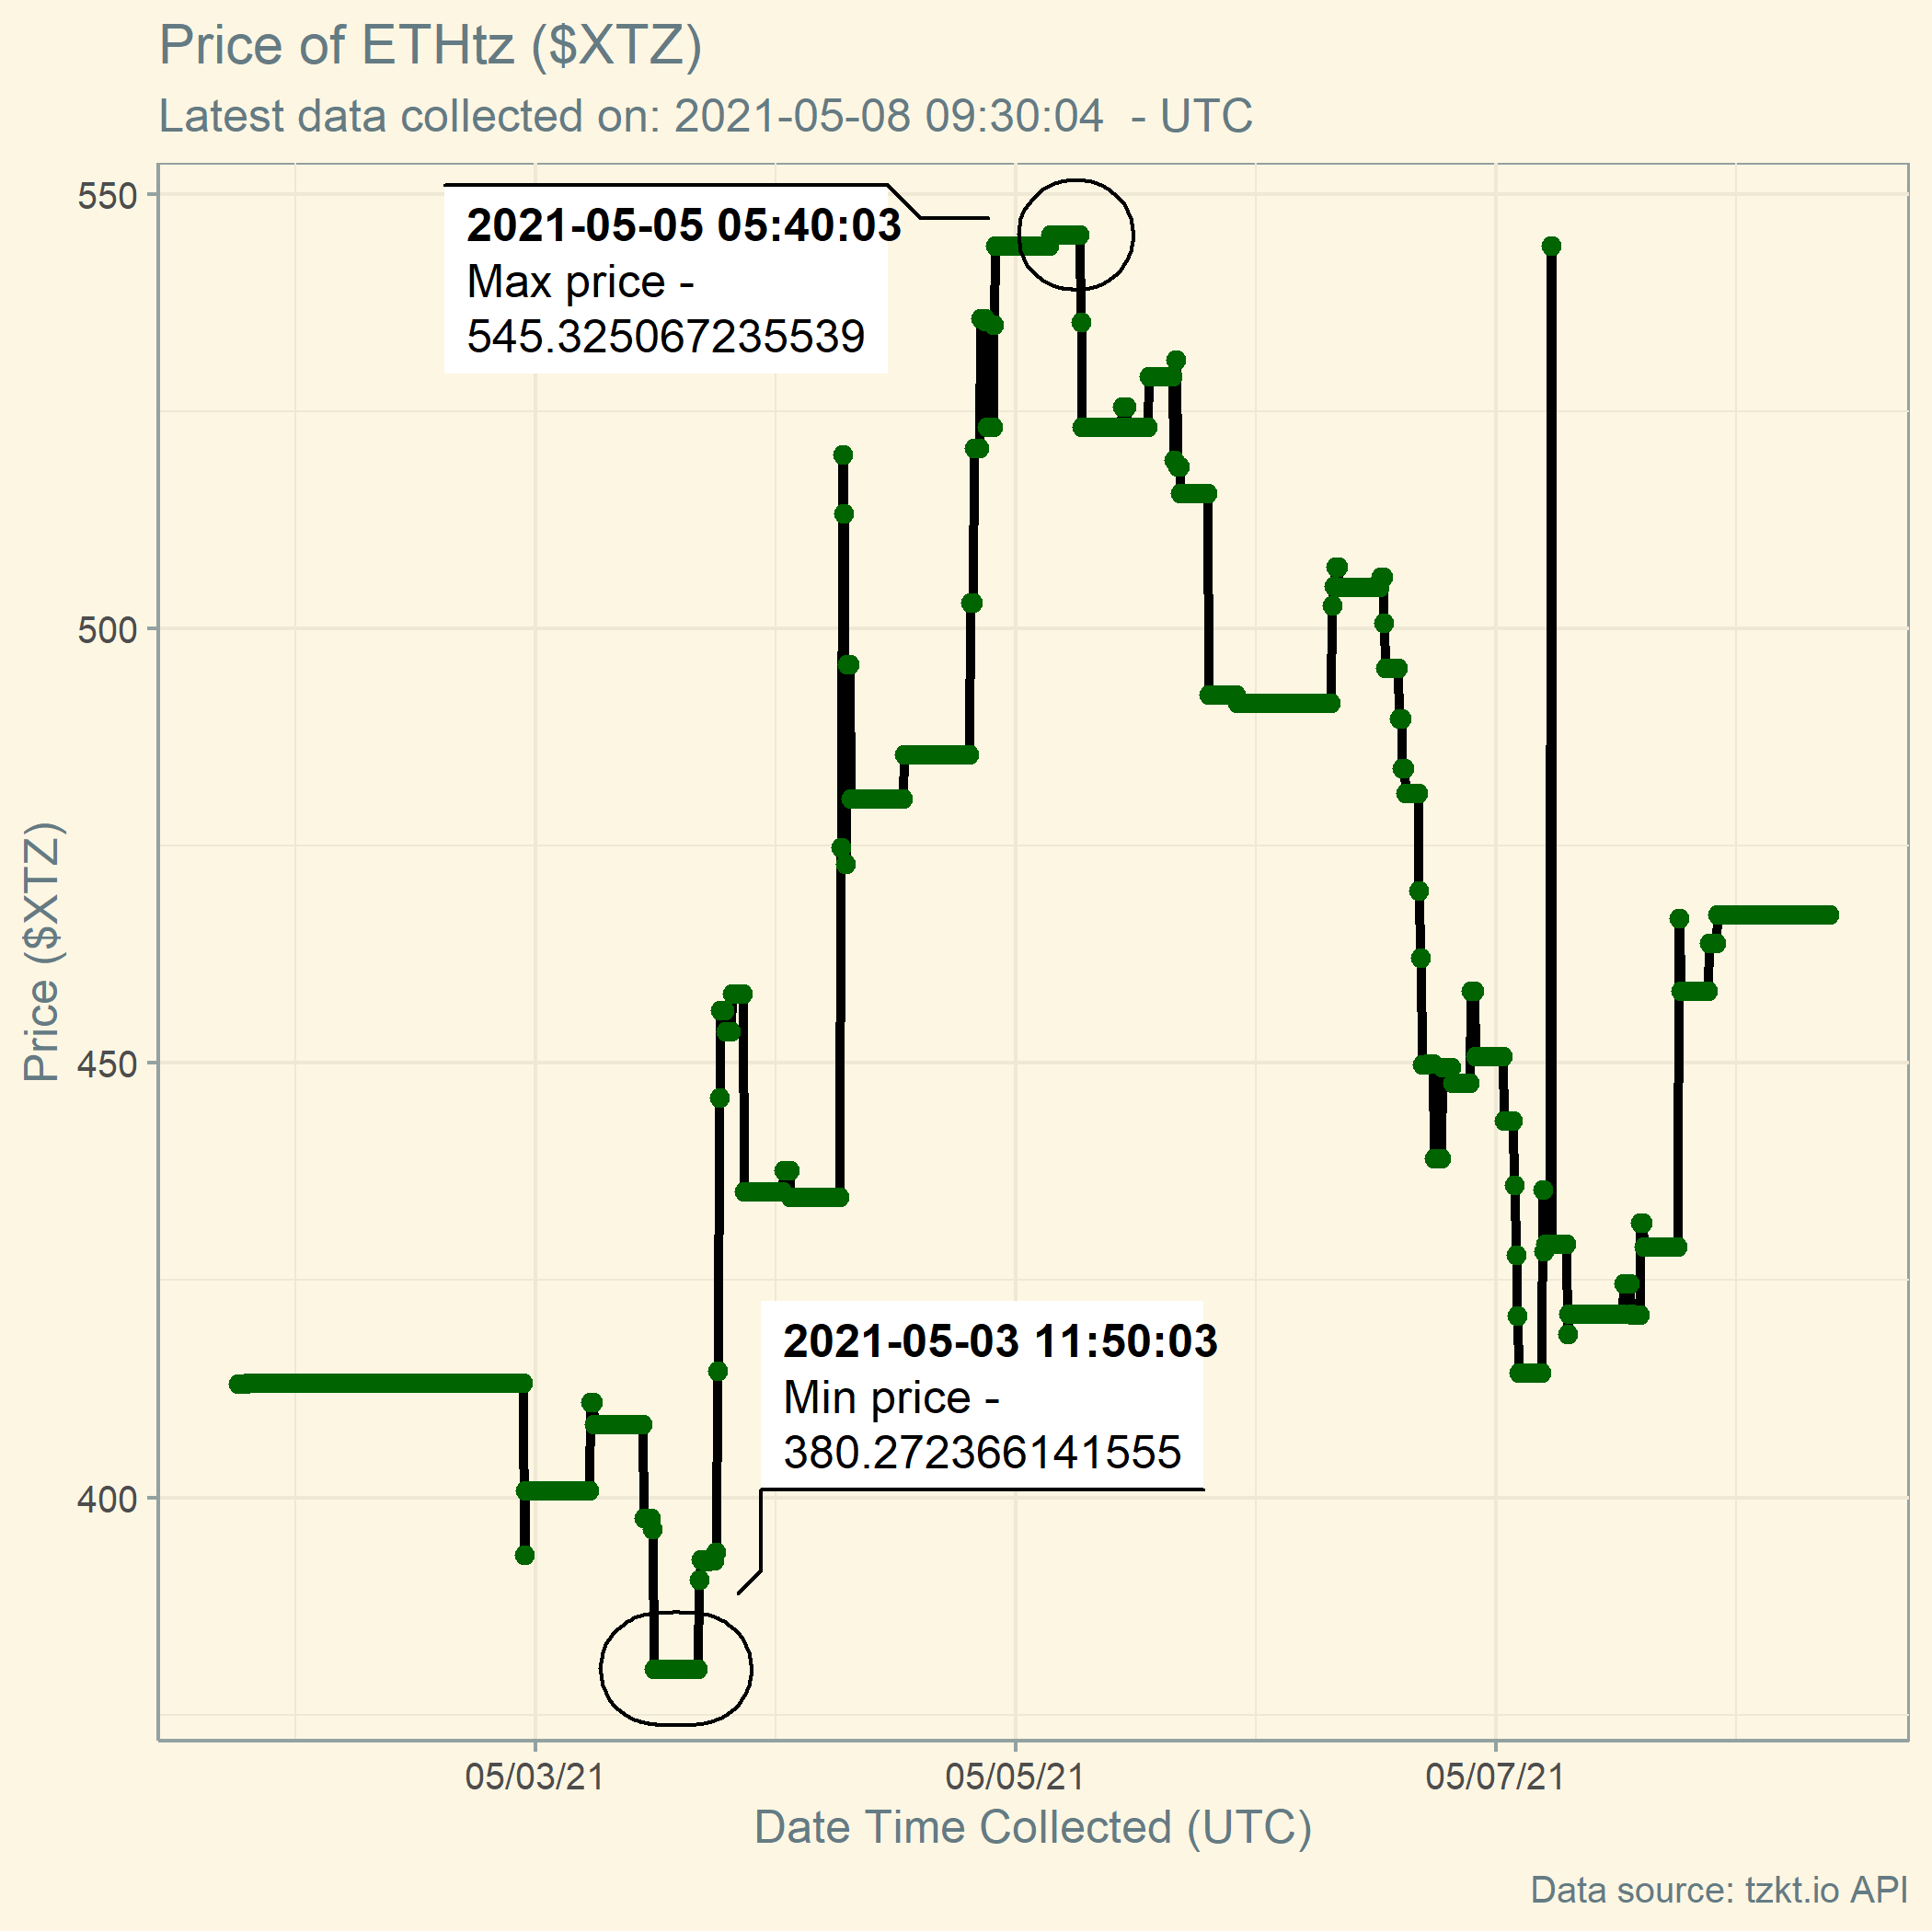 Price of ETHtz ($XTZ)
Latest data collected on: 2021-05-08 09:30:04  - UTC
550
500
450
400
Price ($XTZ)
2021-05-05 05:40:03
Max price -
545.325067235539
2021-05-03 11:50:03
Min price -
380.272366141555
05/03/21
05/05/21
05/07/21
Date Time Collected (UTC)
Data source: tzkt.io API